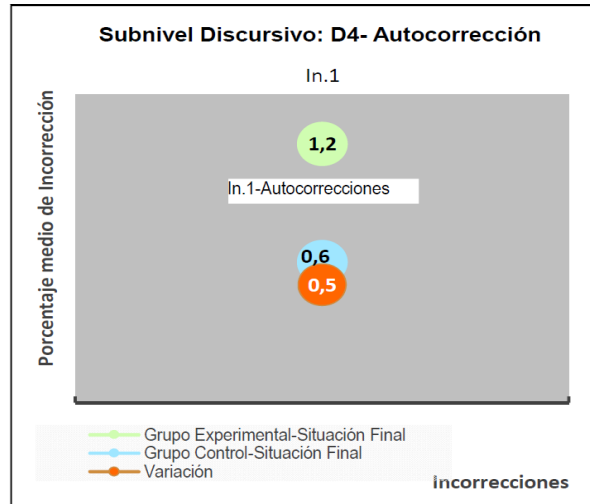 Subnivel Discursivo: D4- Autocorrección
In.1
Porcentaje medio de Incorrección
1,2
In.1-Autocorrecciones
0,6
0,5
Grupo Experimental-Situación Final
Grupo Control-Situación Final
Variación
Incorrecciones